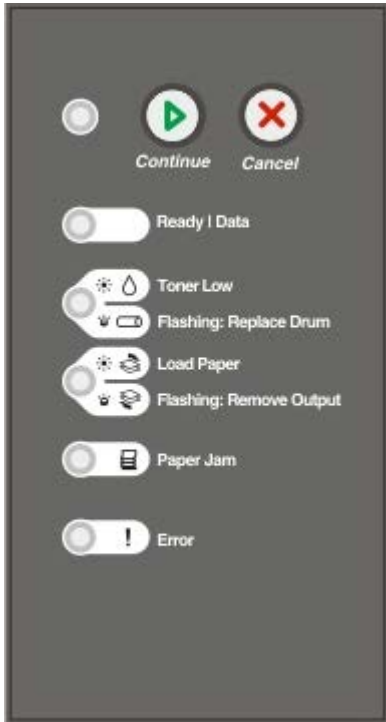 Continue
Cancel
Ready | Data
Toner Low
Flashing: Replace Drum
Load Paper
Flashing: Remove Output
Paper Jam
! Error